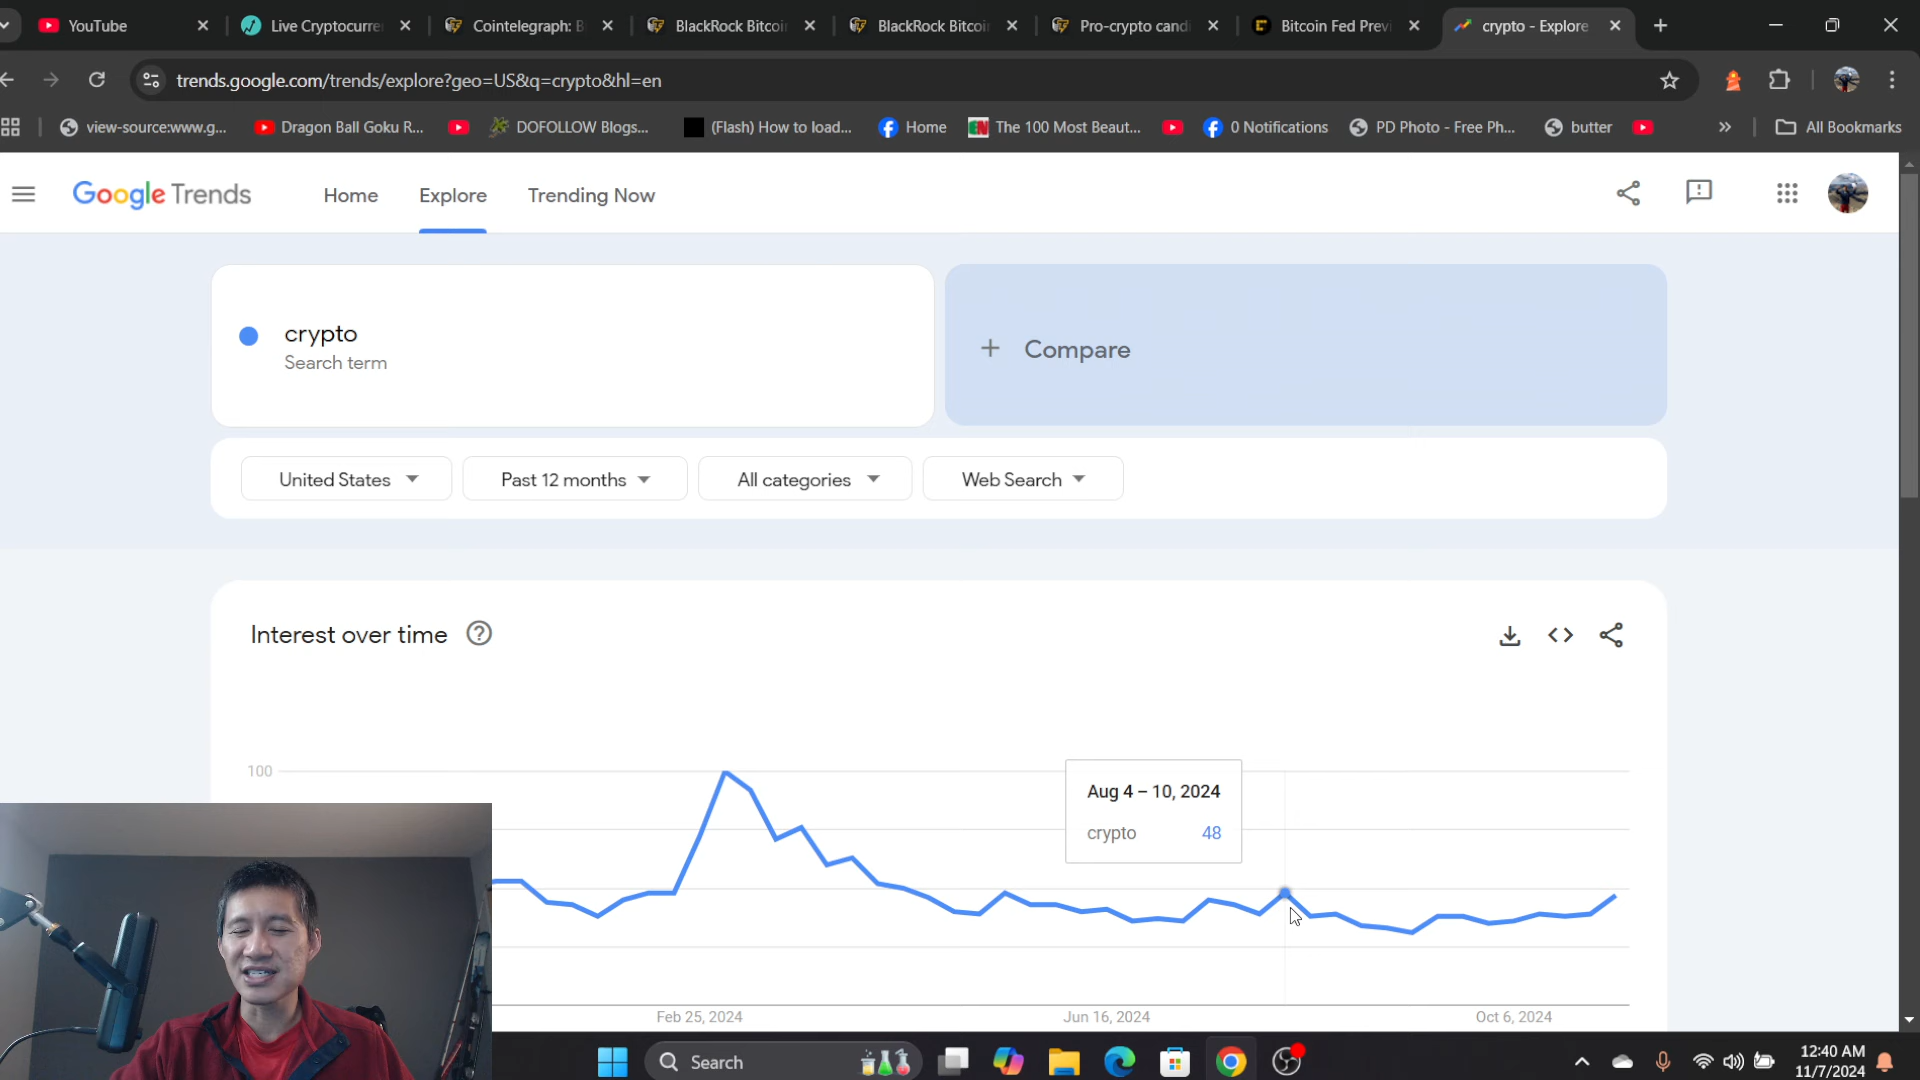 YouTube
Live Cryptocurre
Cointelegraph: B
BlackRock Bitcoi
BlackRock Bitcoi
Pro-crypto candi
Bitcoin Fed Previ
crypto - Explore
trends.google.com/trends/explore?geo=US&q=crypto&hl=en
view-source:www.g...
Dragon Ball Goku R...
DOFOLLOW Blogs...
(Flash) How to load...
Home
The 100 Most Beaut...
0 Notifications
PD Photo - Free Ph...
butter
All Bookmarks
Google Trends
Home
Explore
Trending Now
crypto
Search term
+ Compare
United States
Past 12 months
All categories
Web Search
Interest over time
100
Aug 4 – 10, 2024
crypto 48
Feb 25, 2024
Jun 16, 2024
Oct 6, 2024
Search
12:40 AM
11/7/2024